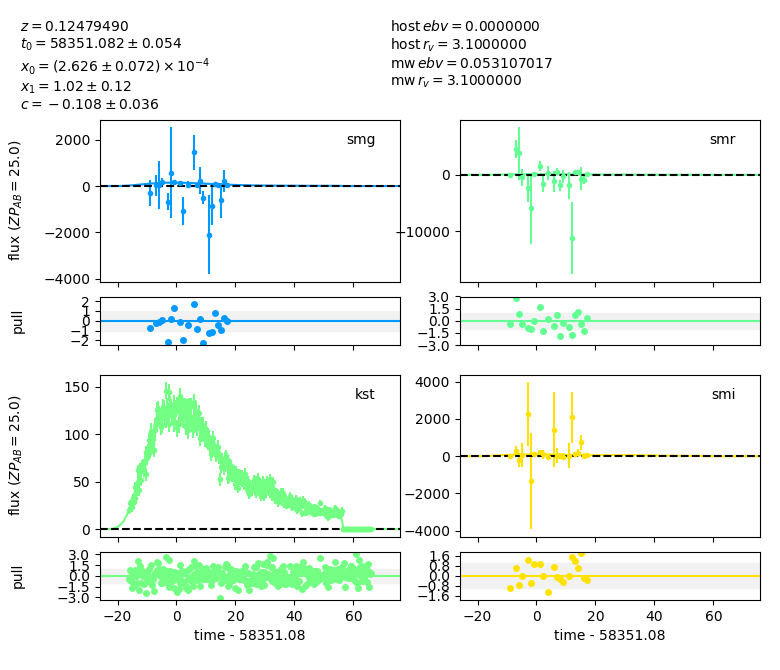 z = 0.12479490
t₀ = 58351.082 ± 0.054
x₀ = (2.626 ± 0.072) × 10⁻⁴
x₁ = 1.02 ± 0.12
c = − 0.108 ± 0.036
host ebv = 0.0000000
host r_v = 3.1000000
mw ebv = 0.053107017
mw r_v = 3.1000000
flux (ZP_AB = 25.0)
2000
0
−2000
−4000
smg
0
−10000
smr
pull
2
1
0
−1
−2
3.0
1.5
0.0
−1.5
−3.0
flux (ZP_AB = 25.0)
150
100
50
0
kst
4000
2000
0
−2000
−4000
smi
pull
3.0
1.5
0.0
−1.5
−3.0
1.6
0.8
0.0
−0.8
−1.6
−20 0 20 40 60
−20 0 20 40 60
time - 58351.08
time - 58351.08